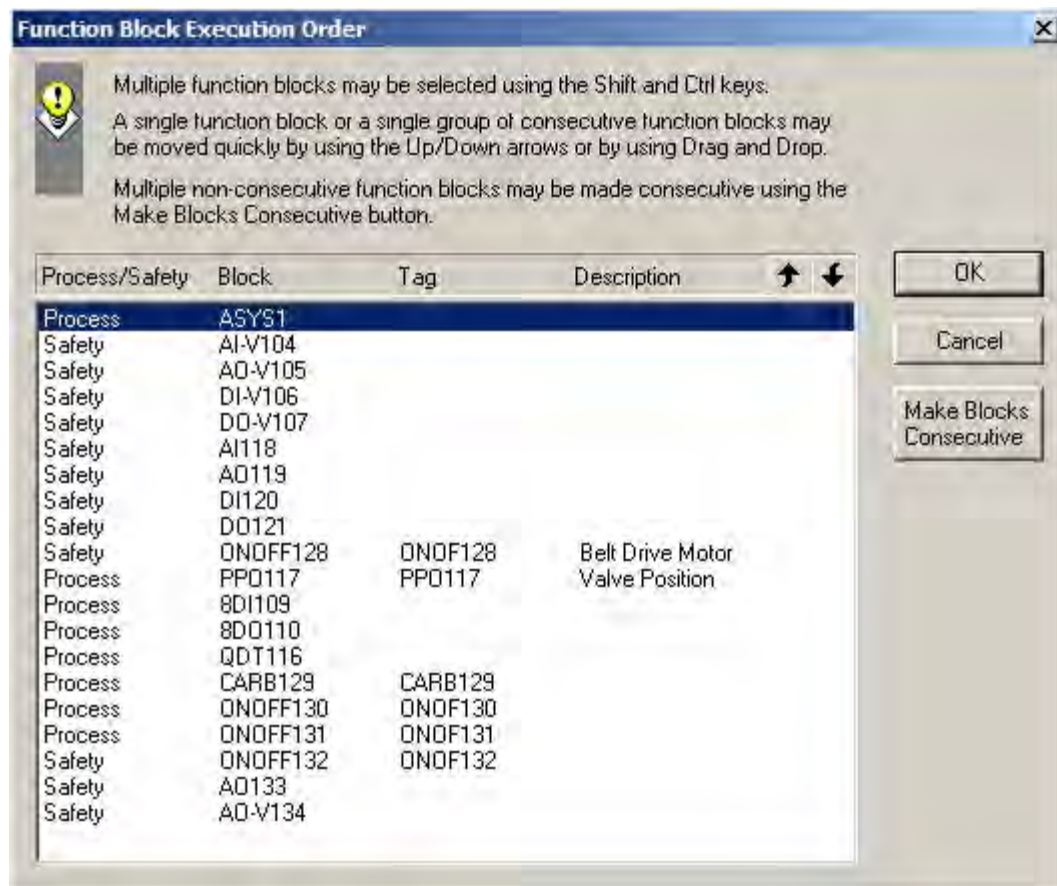 Function Block Execution Order
Multiple function blocks may be selected using the Shift and Ctrl keys.
A single function block or a single group of consecutive function blocks may
be moved quickly by using the Up/Down arrows or by using Drag and Drop.
Multiple non-consecutive function blocks may be made consecutive using the
Make Blocks Consecutive button.
Process/Safety Block Tag Description
OK
Cancel
Make Blocks
Consecutive
Process ASYS1
Safety AI-V104
Safety AO-V105
Safety DI-V106
Safety DO-V107
Safety AI118
Safety AO119
Safety DI120
Safety DO121
Safety ONOFF128 ONOF128 Belt Drive Motor
Process PPO117 PPO117 Valve Position
Process 8DI109
Process 8DO110
Process QDT116
Process CARB129 CARB129
Process ONOFF130 ONOF130
Process ONOFF131 ONOF131
Safety ONOFF132 ONOF132
Safety AO133
Safety AO-V134